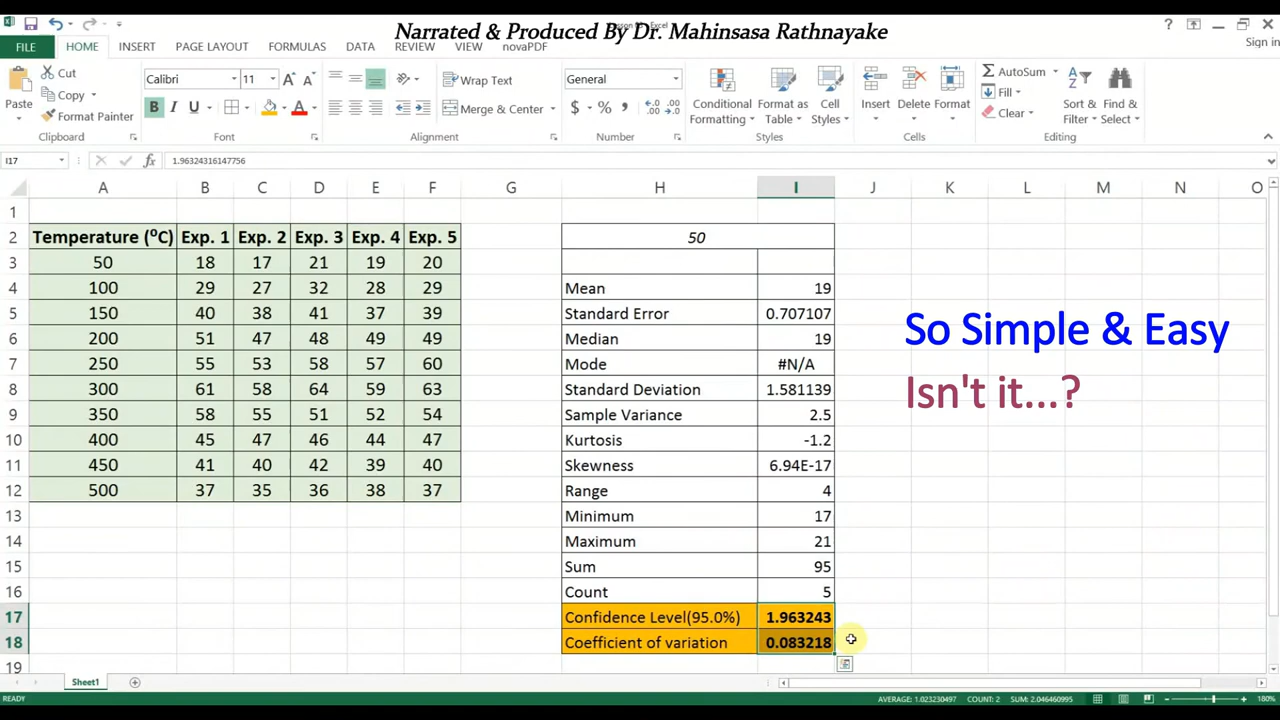 Narrated & Produced By Dr. Mahinsasa Rathnayake
Sign in
FILE HOME INSERT PAGE LAYOUT FORMULAS DATA REVIEW VIEW novaPDF
Paste
Cut
Copy
Format Painter
Clipboard
Calibri 11
B I U
Font
Wrap Text
Merge & Center
Alignment
General
$ % ,
Number
Conditional Formatting
Format as Table
Cell Styles
Styles
Insert Delete Format
Cells
AutoSum
Fill
Clear
Sort & Filter
Find & Select
Editing
I17 fx 1.96324316147756
A B C D E F G H I J K L M N O
1
2 Temperature (⁰C) Exp. 1 Exp. 2 Exp. 3 Exp. 4 Exp. 5 50
3 50 18 17 21 19 20
4 100 29 27 32 28 29 Mean 19
5 150 40 38 41 37 39 Standard Error 0.707107
6 200 51 47 48 49 49 Median 19
7 250 55 53 58 57 60 Mode #N/A
8 300 61 58 64 59 63 Standard Deviation 1.581139
9 350 58 55 51 52 54 Sample Variance 2.5
10 400 45 47 46 44 47 Kurtosis -1.2
11 450 41 40 42 39 40 Skewness 6.94E-17
12 500 37 35 36 38 37 Range 4
13 Minimum 17
14 Maximum 21
15 Sum 95
16 Count 5
17 Confidence Level(95.0%) 1.963243
18 Coefficient of variation 0.083218
19
So Simple & Easy
Isn't it...?
Sheet1
READY AVERAGE: 1.023230497 COUNT: 2 SUM: 2.046460995 180%